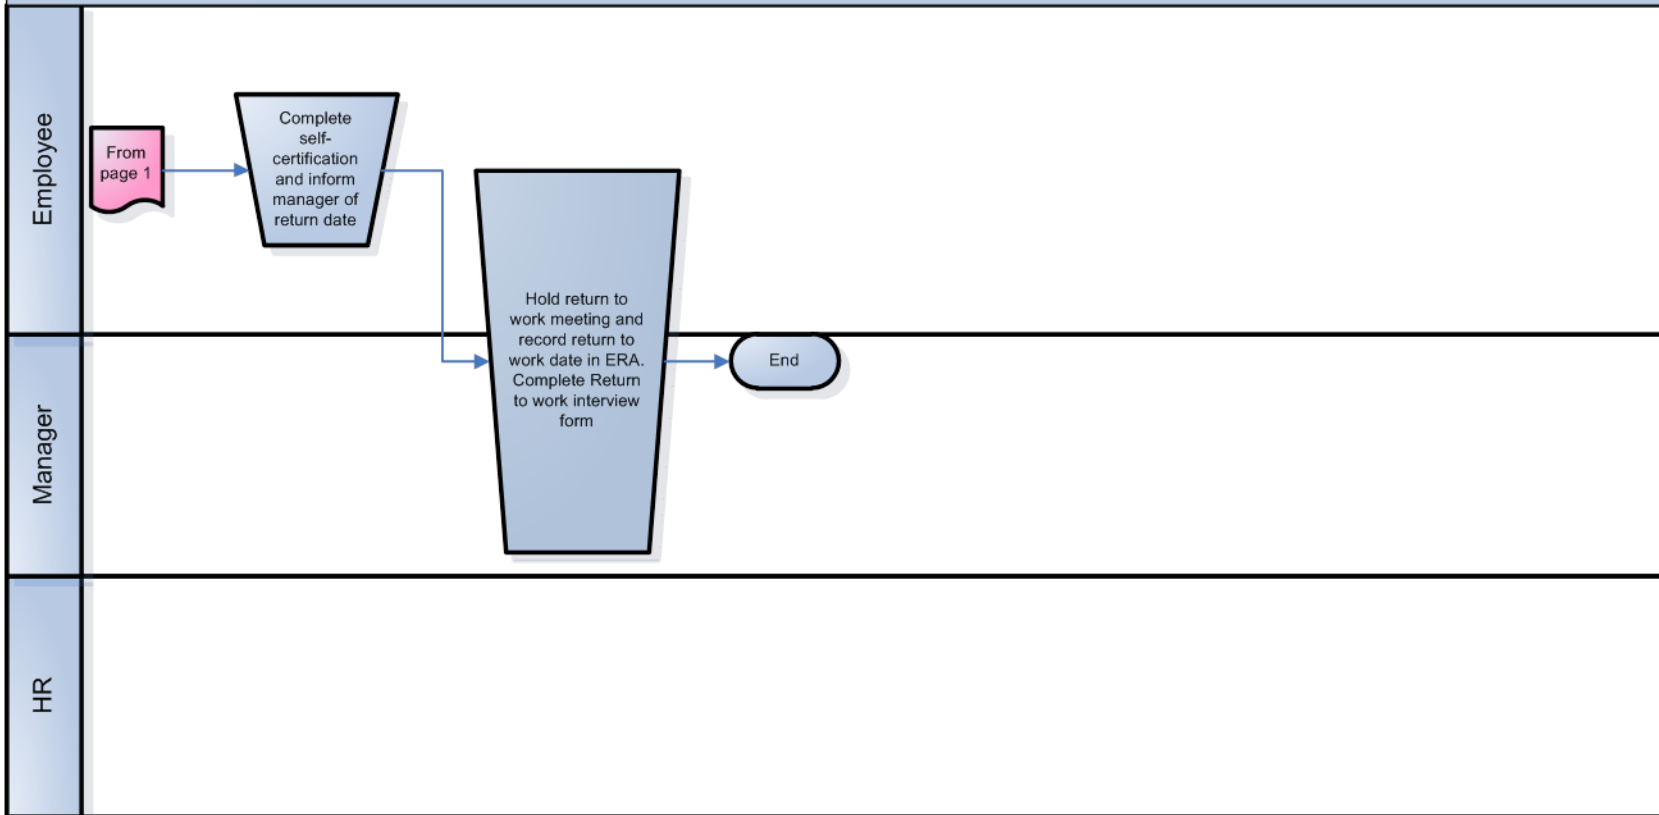 Employee
From
page 1
Complete
self-
certification
and inform
manager of
return date
Hold return to
work meeting and
record return to
work date in ERA.
Complete Return
to work interview
form
End
Manager
HR